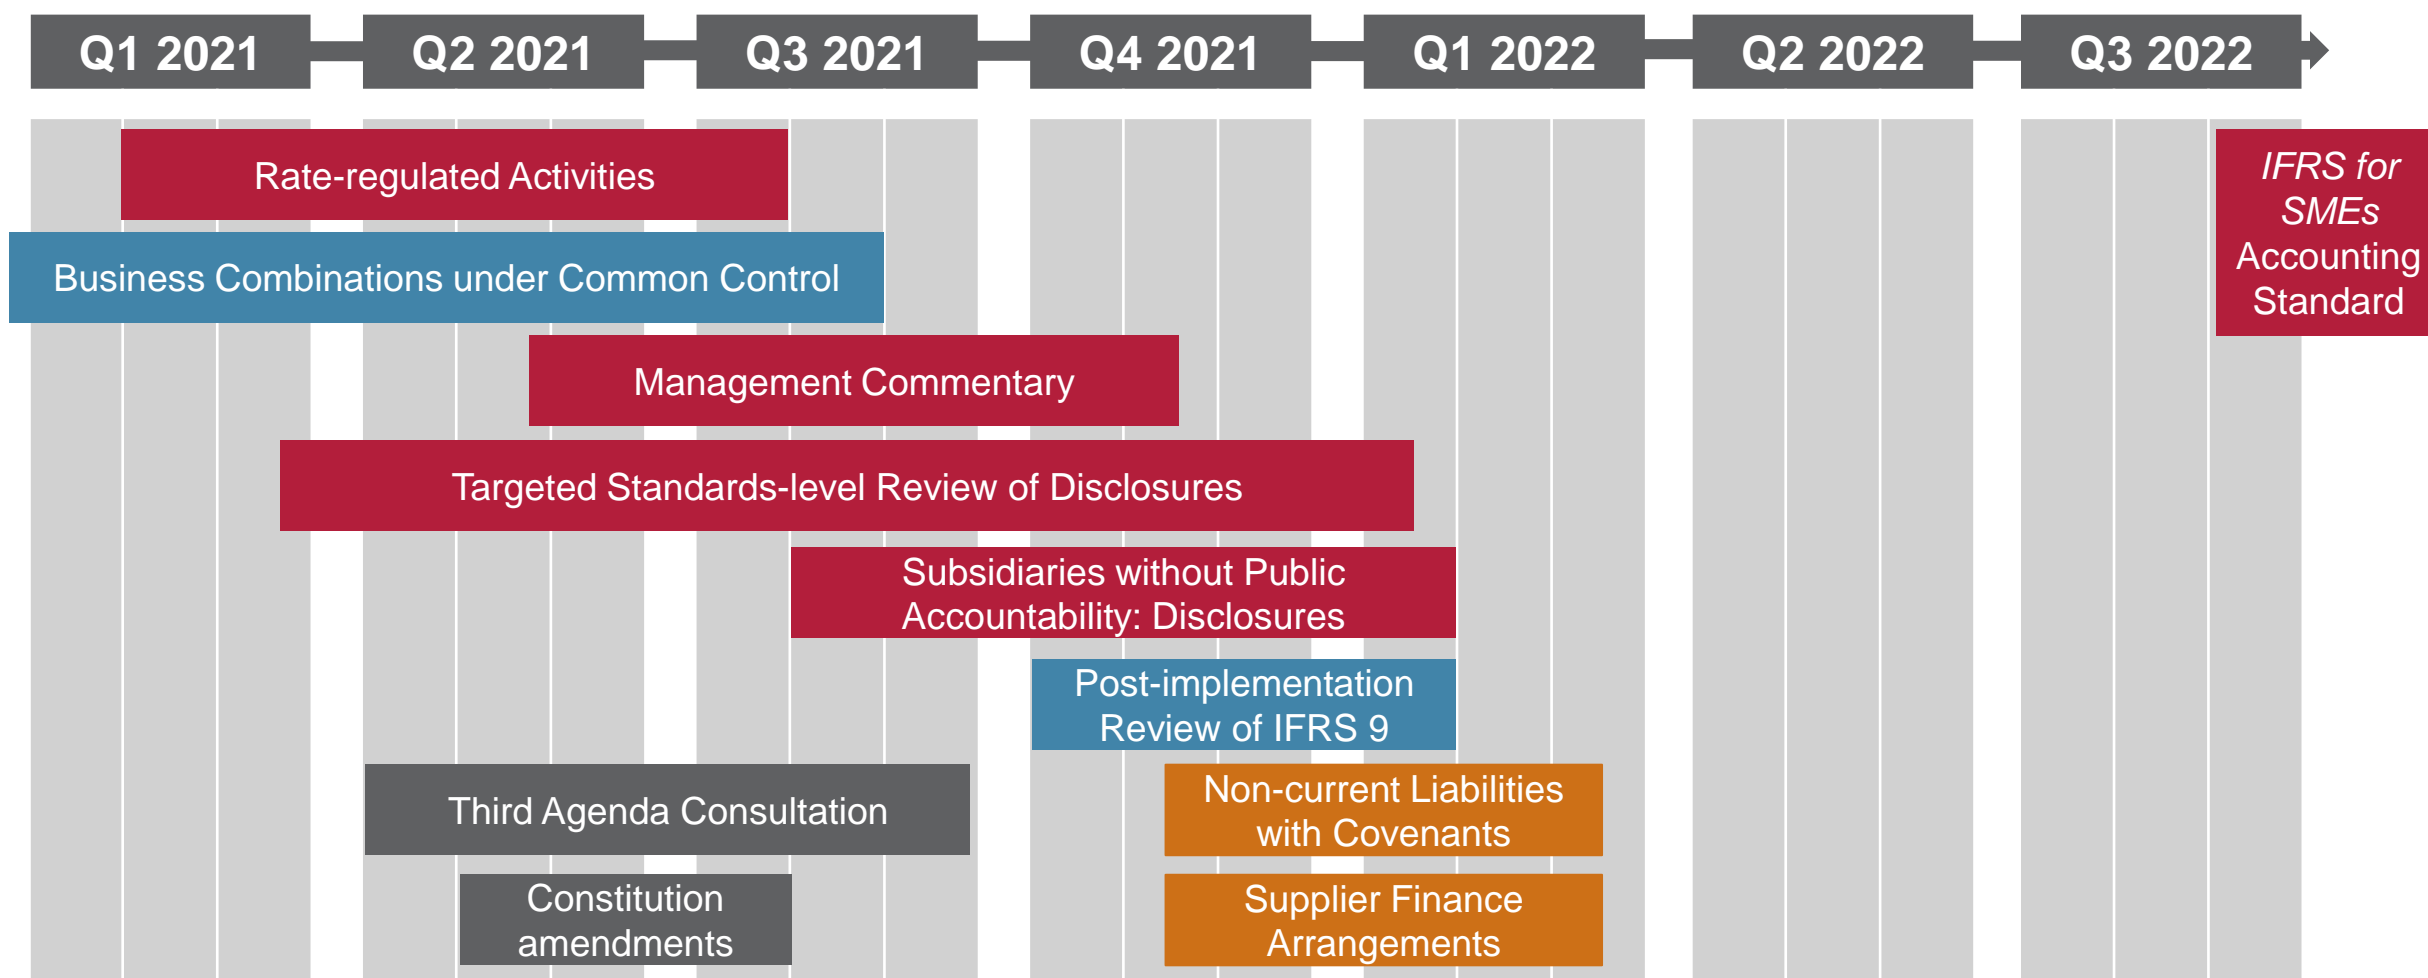 Q1 2021
Q2 2021
Q3 2021
Q4 2021
Q1 2022
Q2 2022
Q3 2022
Rate-regulated Activities
IFRS for
SMEs
Accounting
Standard
Business Combinations under Common Control
Management Commentary
Targeted Standards-level Review of Disclosures
Subsidiaries without Public
Accountability: Disclosures
Post-implementation
Review of IFRS 9
Third Agenda Consultation
Non-current Liabilities
with Covenants
Constitution
amendments
Supplier Finance
Arrangements